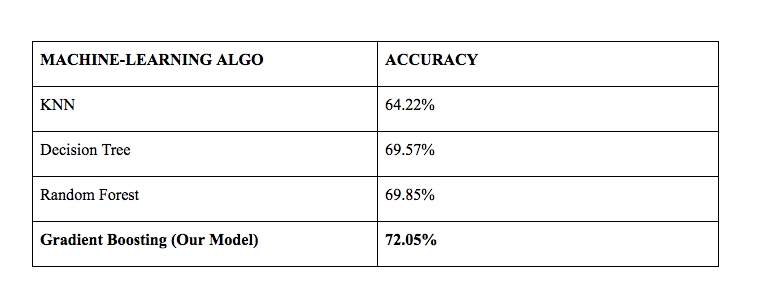 MACHINE-LEARNING ALGO ACCURACY
KNN 64.22%
Decision Tree 69.57%
Random Forest 69.85%
Gradient Boosting (Our Model) 72.05%